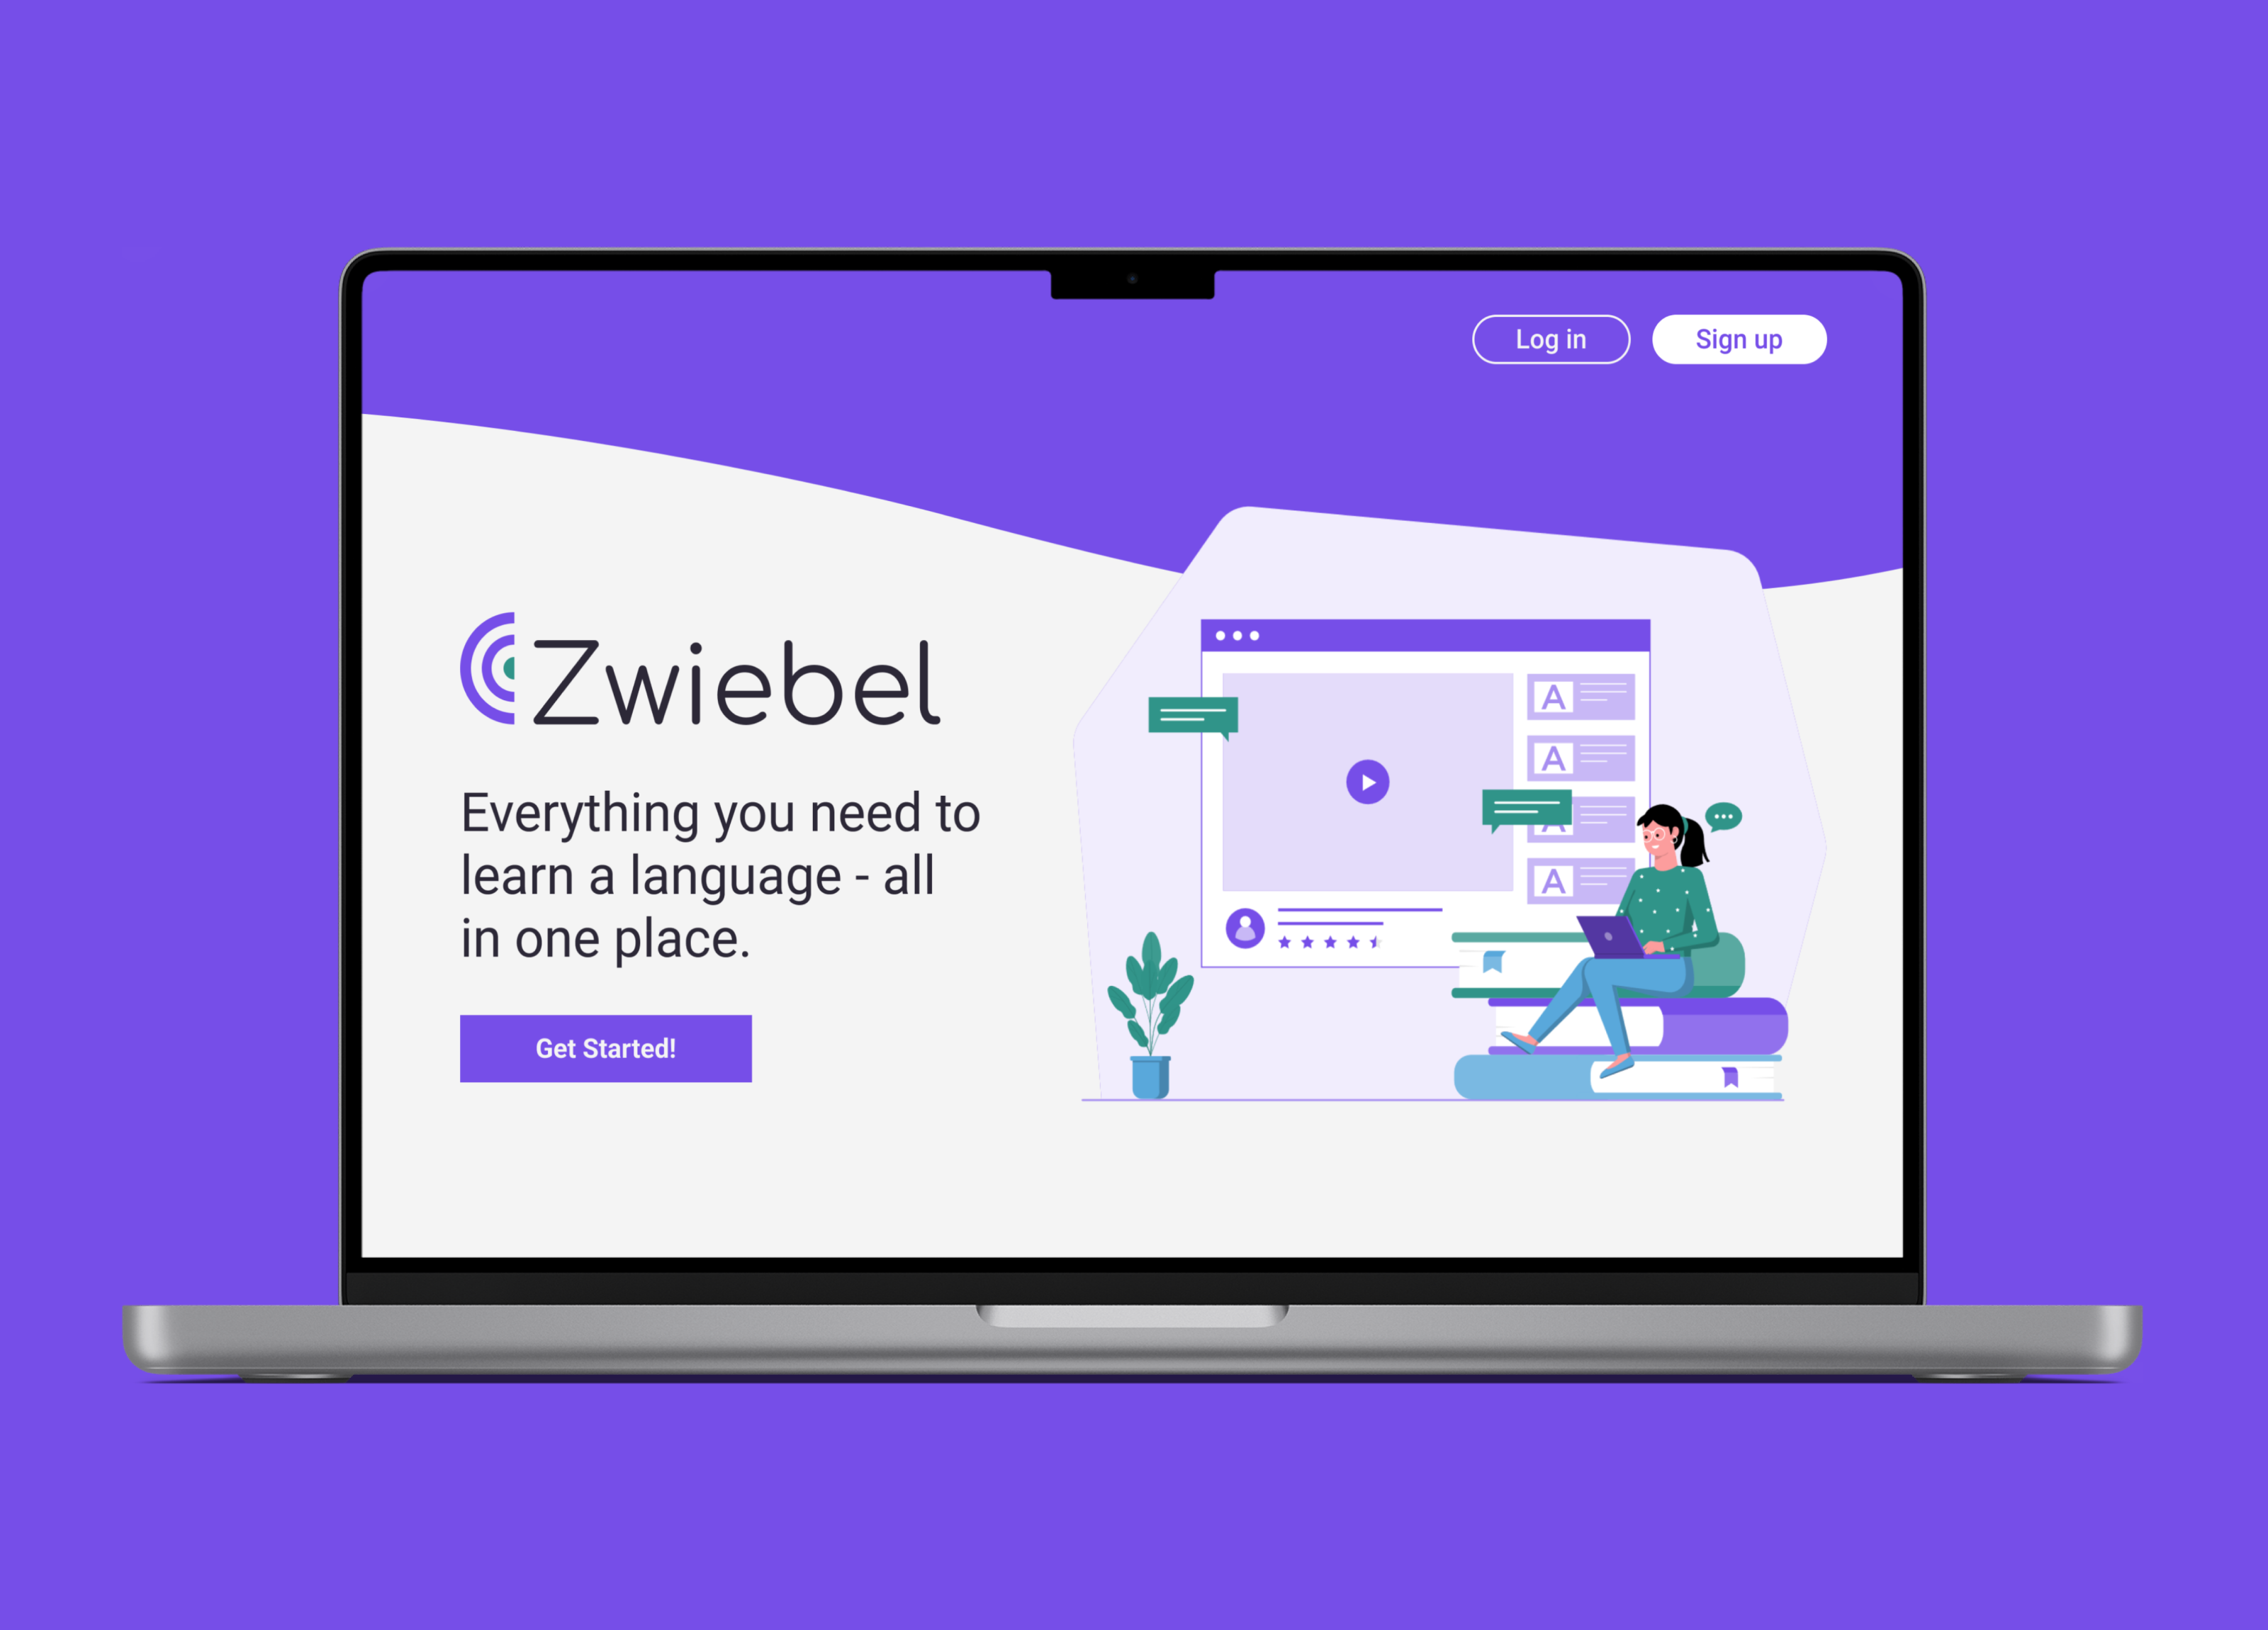 Log in
Sign up
Zwiebel
Everything you need to
learn a language - all
in one place.
Get Started!
A
A
A
A